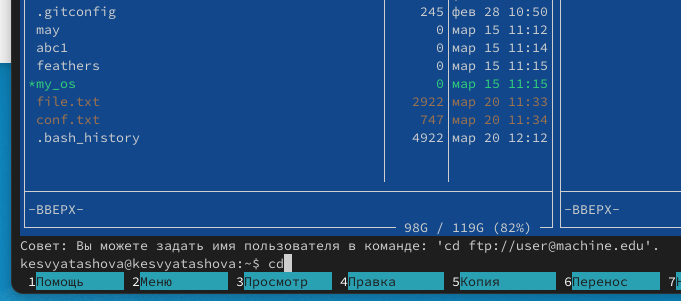 .gitconfig 245 фев 28 10:50
may 0 мар 15 11:12
abc1 0 мар 15 11:14
feathers 0 мар 15 11:15
*my_os 0 мар 15 11:15
file.txt 2922 мар 20 11:33
conf.txt 747 мар 20 11:34
.bash_history 4922 мар 20 12:12
-ВВЕРХ- -ВВЕРХ-
98G / 119G (82%)
Совет: Вы можете задать имя пользователя в команде: 'cd ftp://user@machine.edu'.
kesvyatashova@kesvyatashova:~$ cd
1Помощь 2Меню 3Просмотр 4Правка 5Копия 6Перенос 7